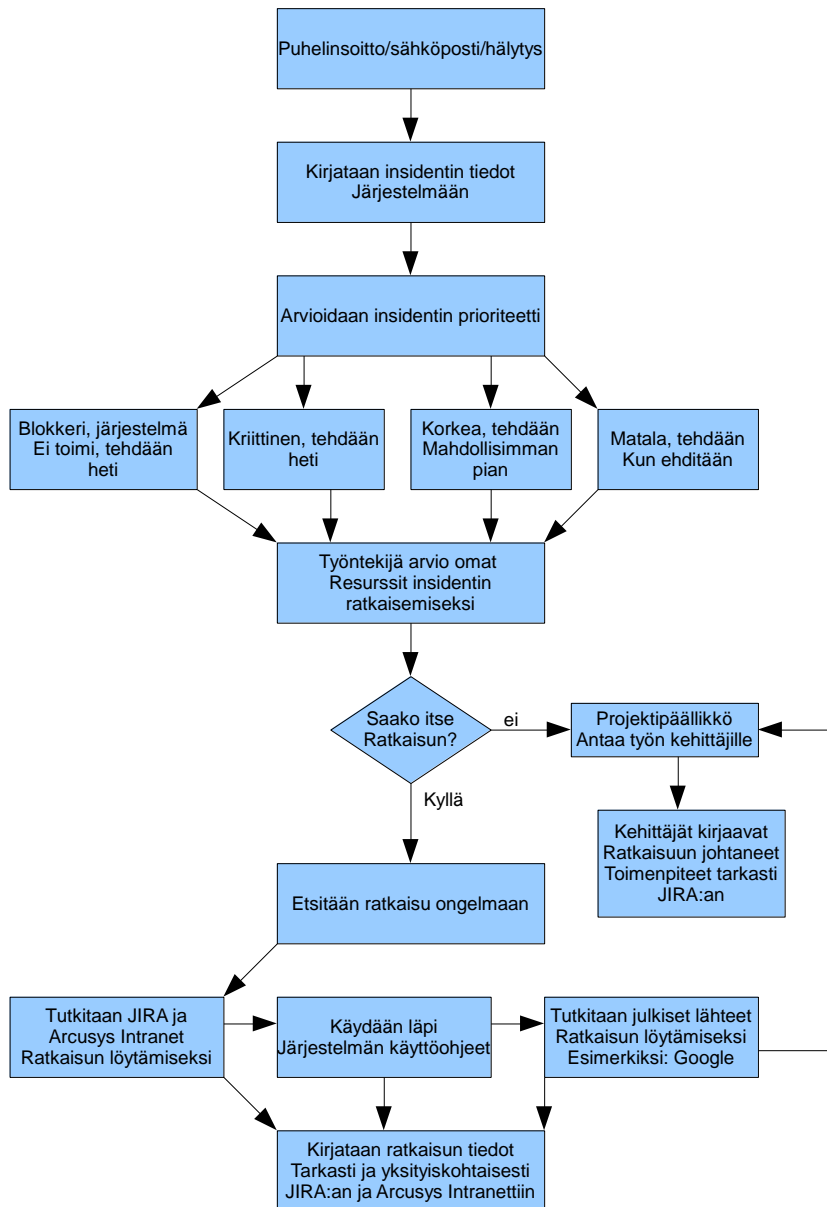 Puhelinsoitto/sähköposti/hälytys
Kirjataan insidentin tiedot
Järjestelmään
Arvioidaan insidentin prioriteetti
Blokkeri, järjestelmä
Ei toimi, tehdään
heti
Kriittinen, tehdään
heti
Korkea, tehdään
Mahdollisimman
pian
Matala, tehdään
Kun ehditään
Työntekijä arvio omat
Resurssit insidentin
ratkaisemiseksi
Saako itse
Ratkaisun?
ei
Projektipäällikkö
Antaa työn kehittäjille
Kyllä
Kehittäjät kirjaavat
Ratkaisuun johtaneet
Toimenpiteet tarkasti
JIRA:an
Etsitään ratkaisu ongelmaan
Tutkitaan JIRA ja
Arcusys Intranet
Ratkaisun löytämiseksi
Käydään läpi
Järjestelmän käyttöohjeet
Tutkitaan julkiset lähteet
Ratkaisun löytämiseksi
Esimerkiksi: Google
Kirjataan ratkaisun tiedot
Tarkasti ja yksityiskohtaisesti
JIRA:an ja Arcusys Intranettiin